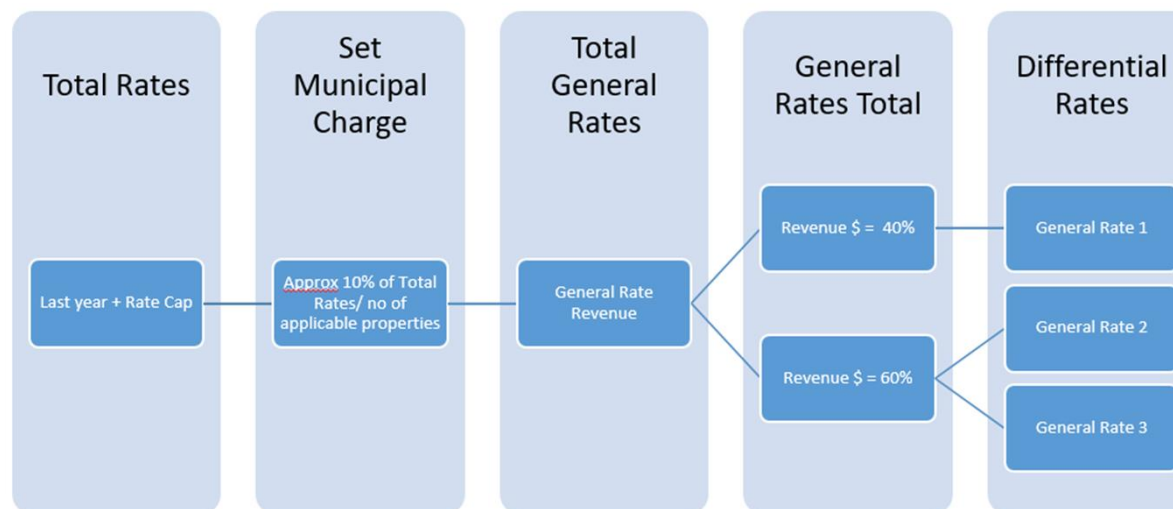 Total Rates
Set
Municipal
Charge
Total
General
Rates
General
Rates Total
Differential
Rates
Last year + Rate Cap
Approx 10% of Total
Rates/ no of
applicable properties
General Rate
Revenue
Revenue $ =  40%
Revenue $ = 60%
General Rate 1
General Rate 2
General Rate 3